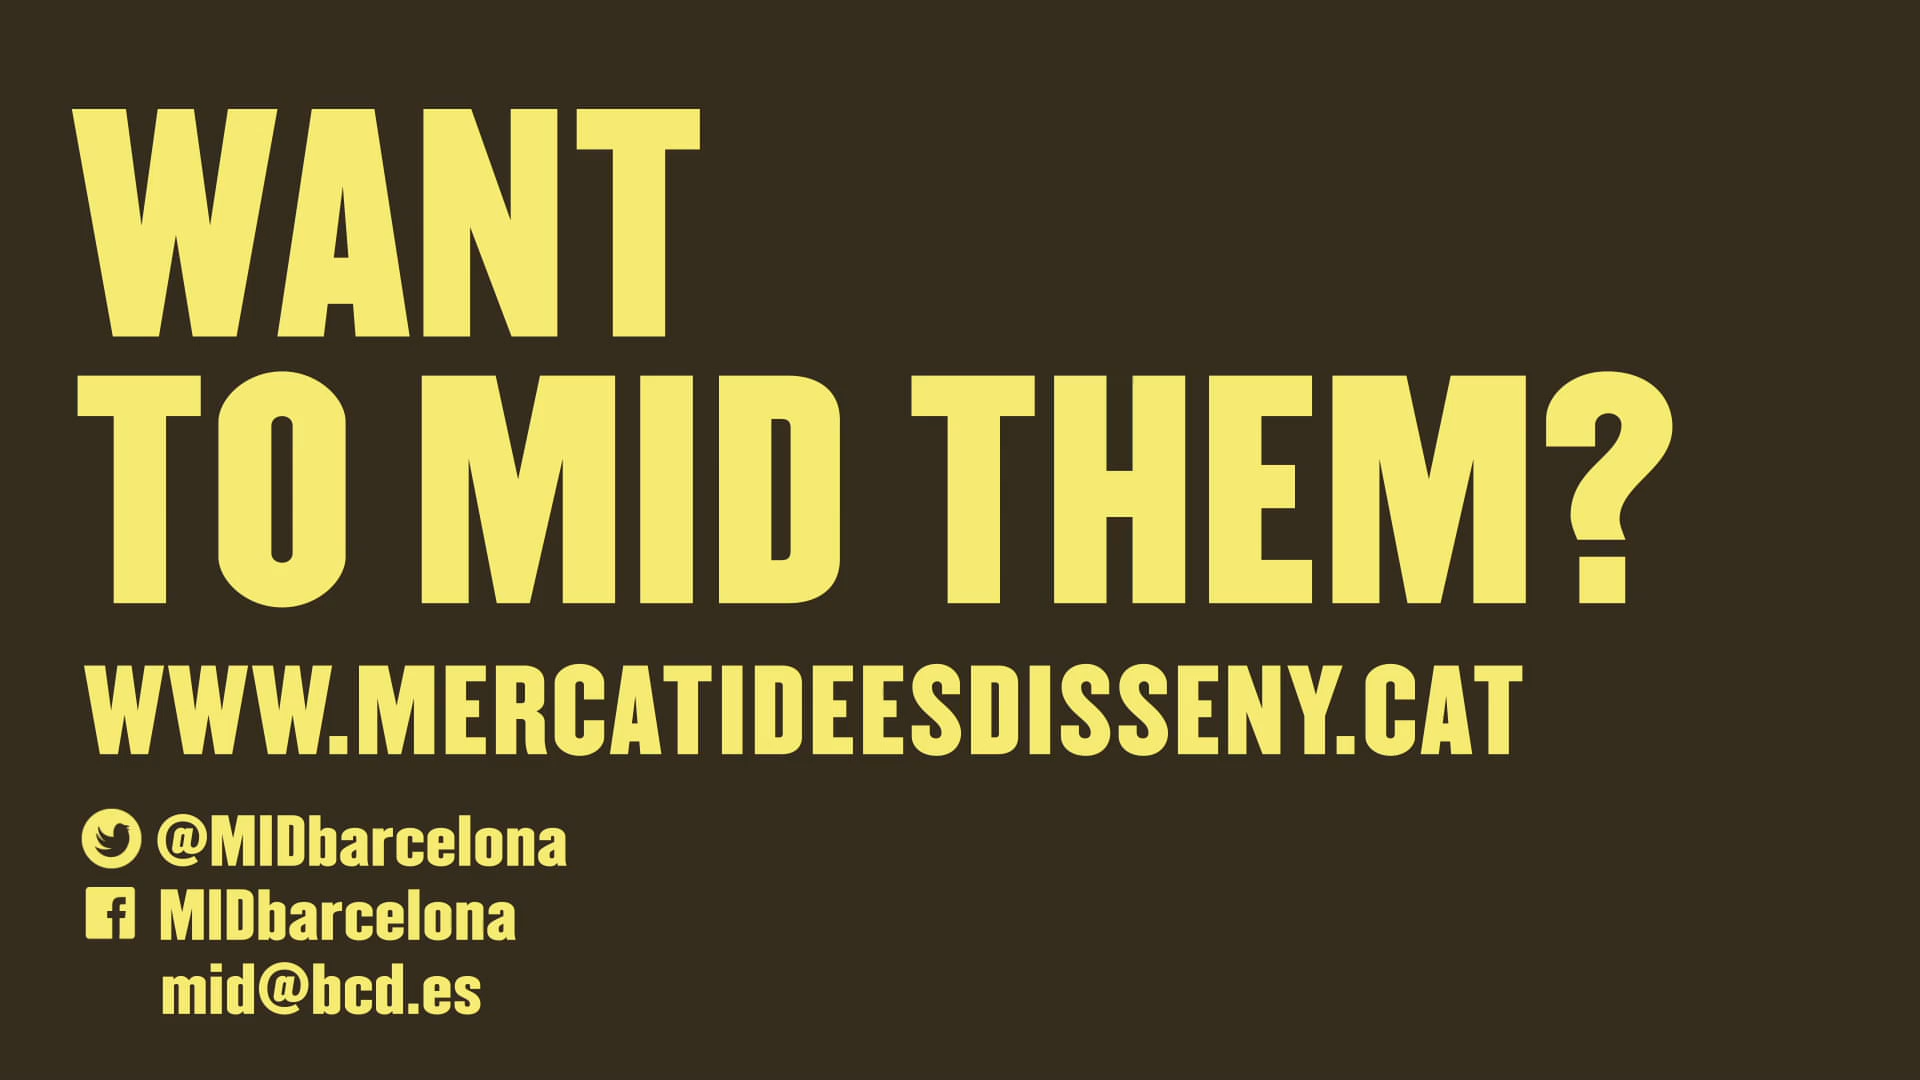 WANT
TO MID THEM?
WWW.MERCATIDEESDISSENY.CAT
@MIDbarcelona
MIDbarcelona
mid@bcd.es